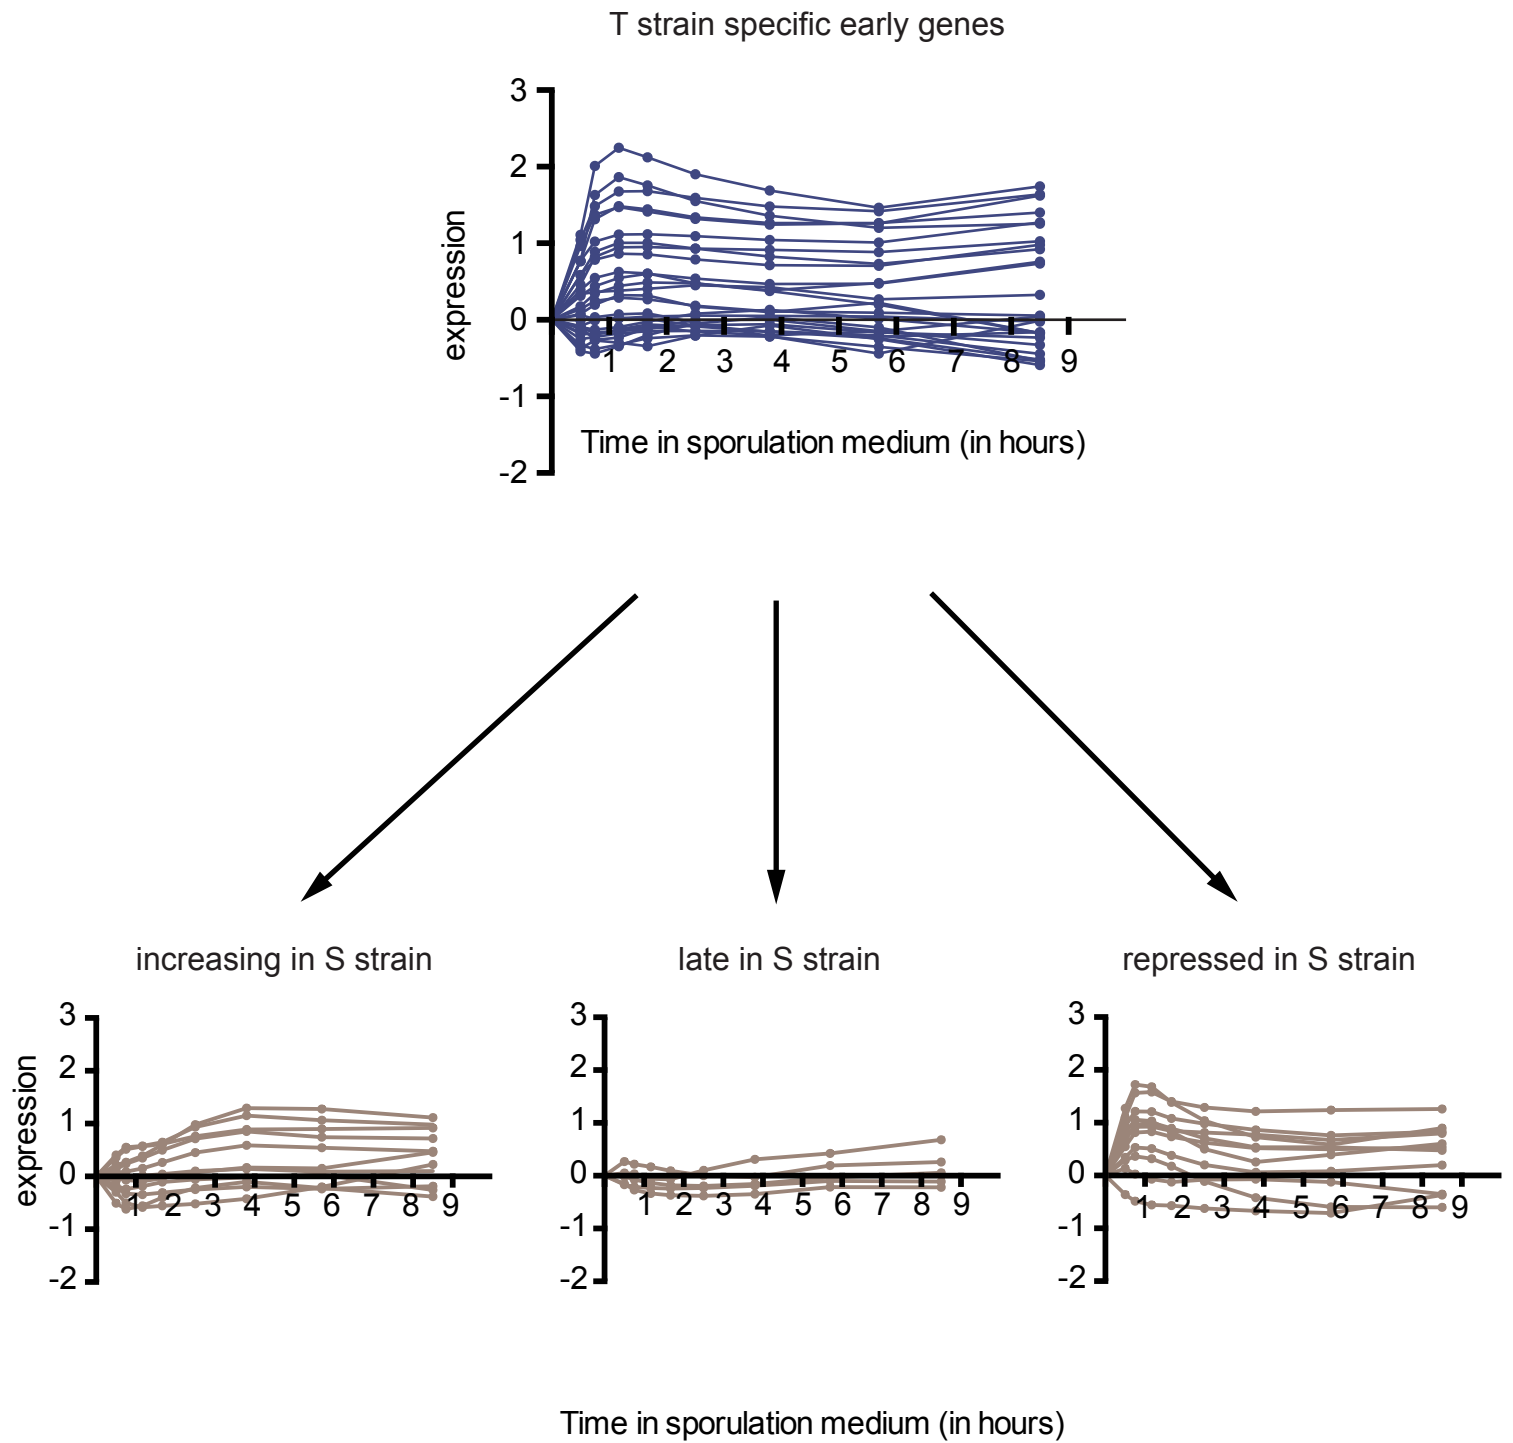 T strain specific early genes
3
2
1
0
-1
-2
expression
1 2 3 4 5 6 7 8 9
Time in sporulation medium (in hours)
increasing in S strain
late in S strain
repressed in S strain
3
2
1
0
-1
-2
expression
1 2 3 4 5 6 7 8 9
3
2
1
0
-1
-2
1 2 3 4 5 6 7 8 9
3
2
1
0
-1
-2
1 2 3 4 5 6 7 8 9
Time in sporulation medium (in hours)